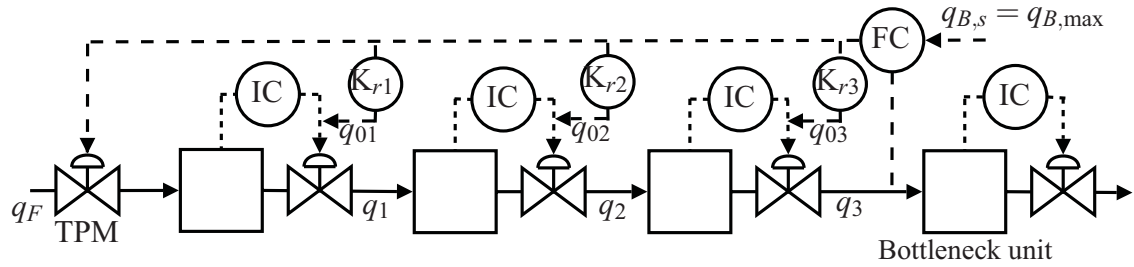 q_{B,s} = q_{B,max}
FC
K_{r1}
K_{r2}
K_{r3}
IC
IC
IC
IC
q_{01}
q_{02}
q_{03}
q_F
q_1
q_2
q_3
TPM
Bottleneck unit